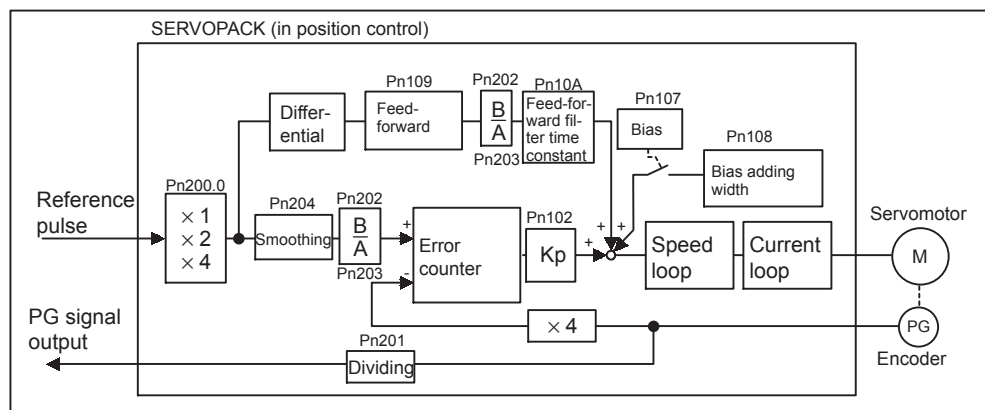 SERVOPACK (in position control)
Pn109
Pn202
Pn10A
Pn107
Pn108
Differ-
ential
Feed-
forward
B
A
Pn203
Feed-for-
ward fil-
ter time
constant
Bias
Bias adding
width
Reference
pulse
Pn200.0
× 1
× 2
× 4
Pn204
Smoothing
Pn202
B
A
Pn203
+
-
Error
counter
Pn102
Kp
+
+
+
Speed
loop
Current
loop
Servomotor
M
× 4
PG
Encoder
PG signal
output
Pn201
Dividing